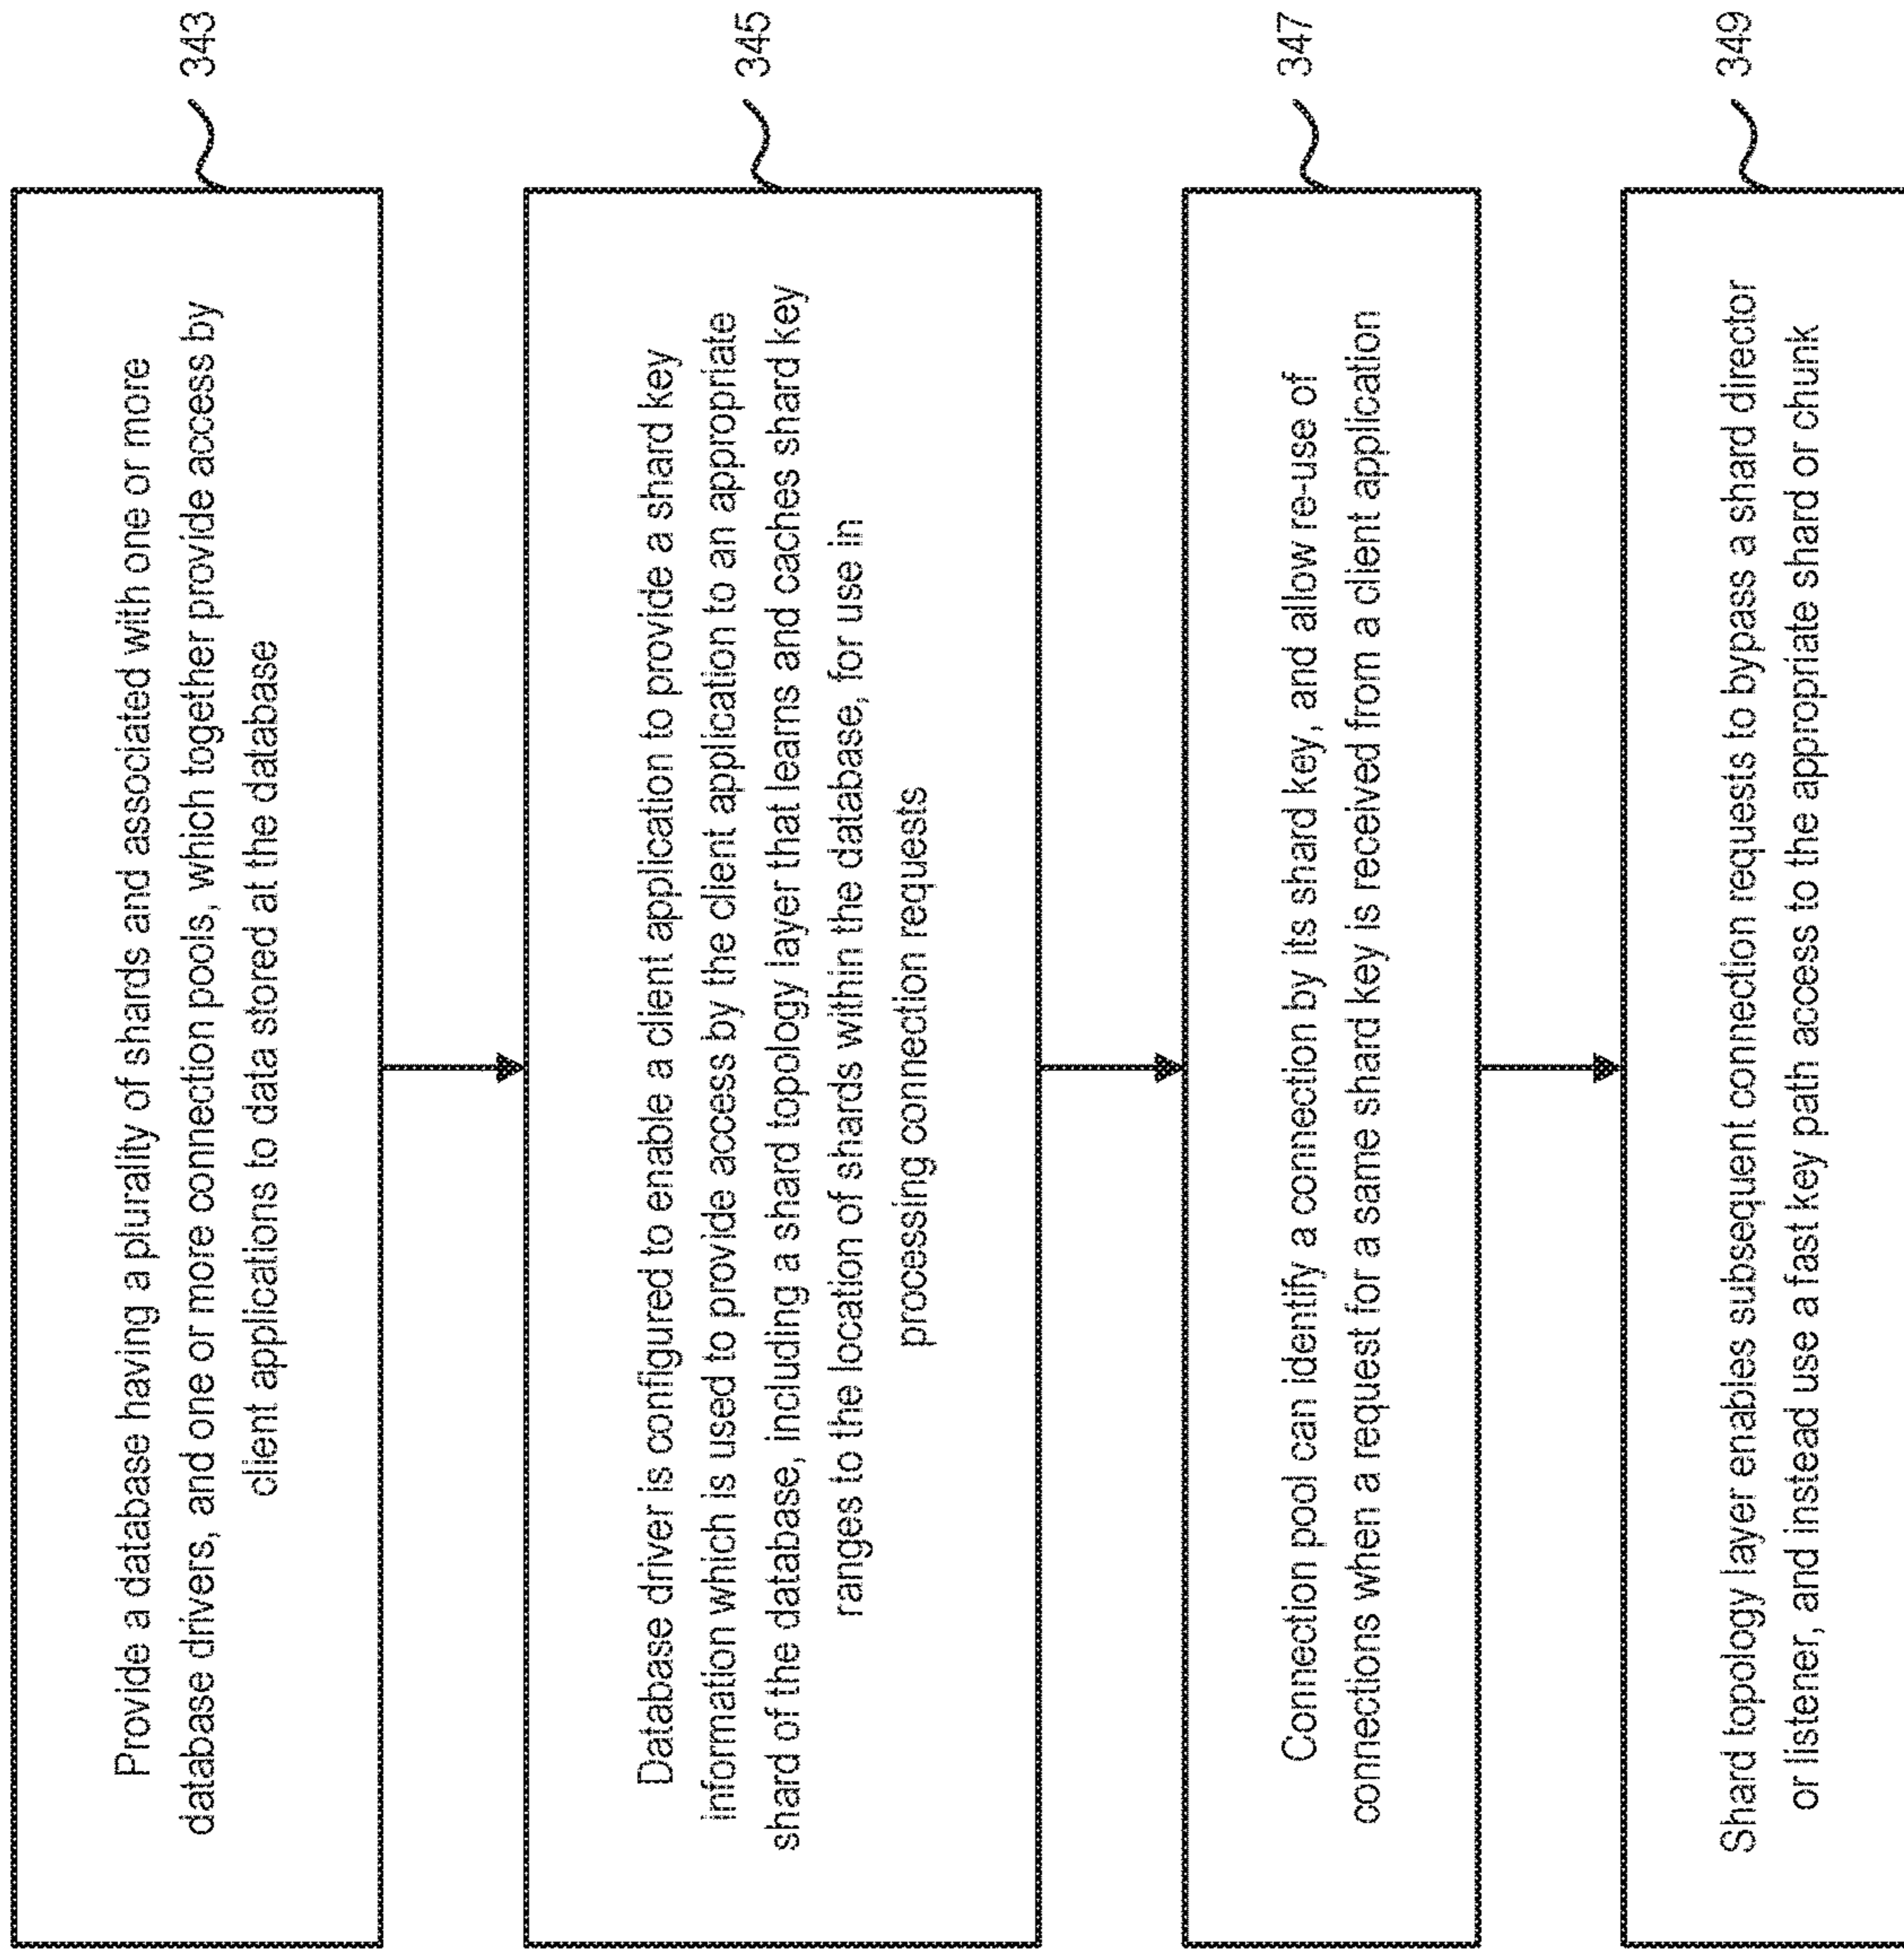 Provide a database having a plurality of shards and associated with one or more
database drivers, and one or more connection pools, which together provide access by
client applications to data stored at the database
343
Database driver is configured to enable a client application to provide a shard key
information which is used to provide access by the client application to an appropriate
shard of the database, including a shard topology layer that learns and caches shard key
ranges to the location of shards within the database, for use in
processing connection requests
345
Connection pool can identify a connection by its shard key, and allow re-use of
connections when a request for a same shard key is received from a client application
347
Shard topology layer enables subsequent connection requests to bypass a shard director
or listener, and instead use a fast key path access to the appropriate shard or chunk
349